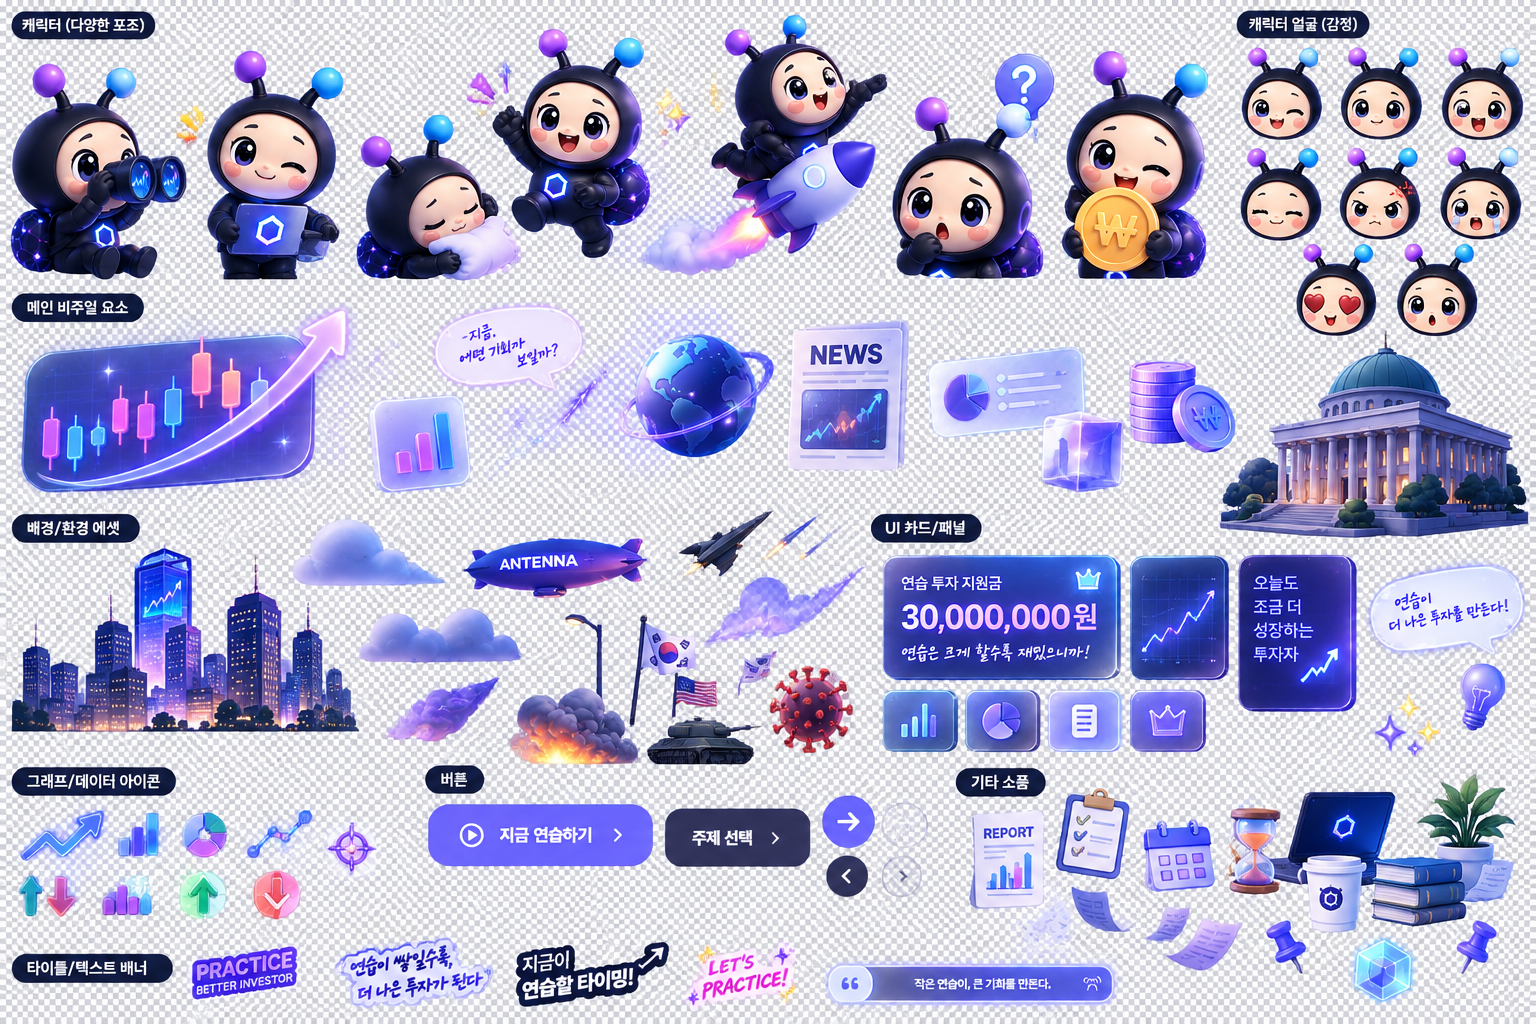 캐릭터 (다양한 포즈)
캐릭터 얼굴 (감정)
?
₩
메인 비주얼 요소
-지금,
어떤 기회가
보일까?
NEWS
₩
배경/환경 에셋
ANTENNA
UI 카드/패널
연습 투자 지원금
30,000,000원
연습은 크게 할수록 재밌으니까!
오늘도
조금 더
성장하는
투자자
연습이
더 나은 투자를 만든다!
그래프/데이터 아이콘
버튼
지금 연습하기
주제 선택
기타 소품
REPORT
타이틀/텍스트 배너
PRACTICE
BETTER INVESTOR
연습이 쌓일수록,
더 나은 투자가 된다
지금이
연습할 타이밍!
LET'S
PRACTICE!
작은 연습이, 큰 기회를 만든다.